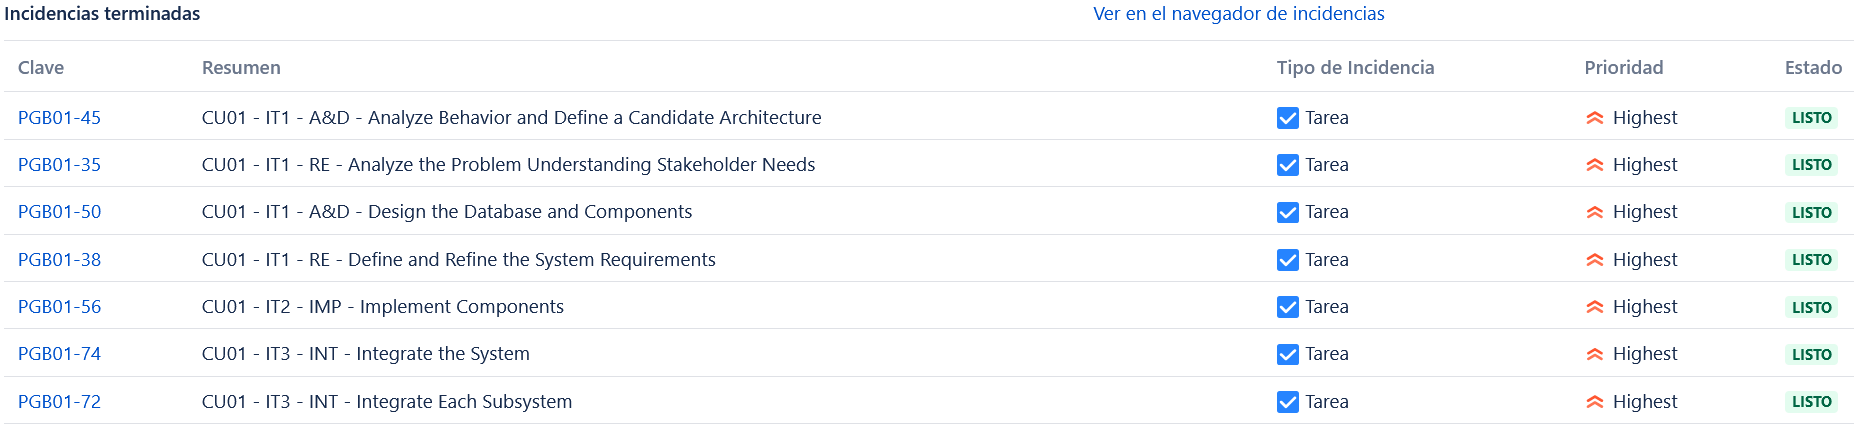 Incidencias terminadas Ver en el navegador de incidencias
Clave Resumen Tipo de Incidencia Prioridad Estado
PGB01-45 CU01 - IT1 - A&D - Analyze Behavior and Define a Candidate Architecture Tarea Highest LISTO
PGB01-35 CU01 - IT1 - RE - Analyze the Problem Understanding Stakeholder Needs Tarea Highest LISTO
PGB01-50 CU01 - IT1 - A&D - Design the Database and Components Tarea Highest LISTO
PGB01-38 CU01 - IT1 - RE - Define and Refine the System Requirements Tarea Highest LISTO
PGB01-56 CU01 - IT2 - IMP - Implement Components Tarea Highest LISTO
PGB01-74 CU01 - IT3 - INT - Integrate the System Tarea Highest LISTO
PGB01-72 CU01 - IT3 - INT - Integrate Each Subsystem Tarea Highest LISTO